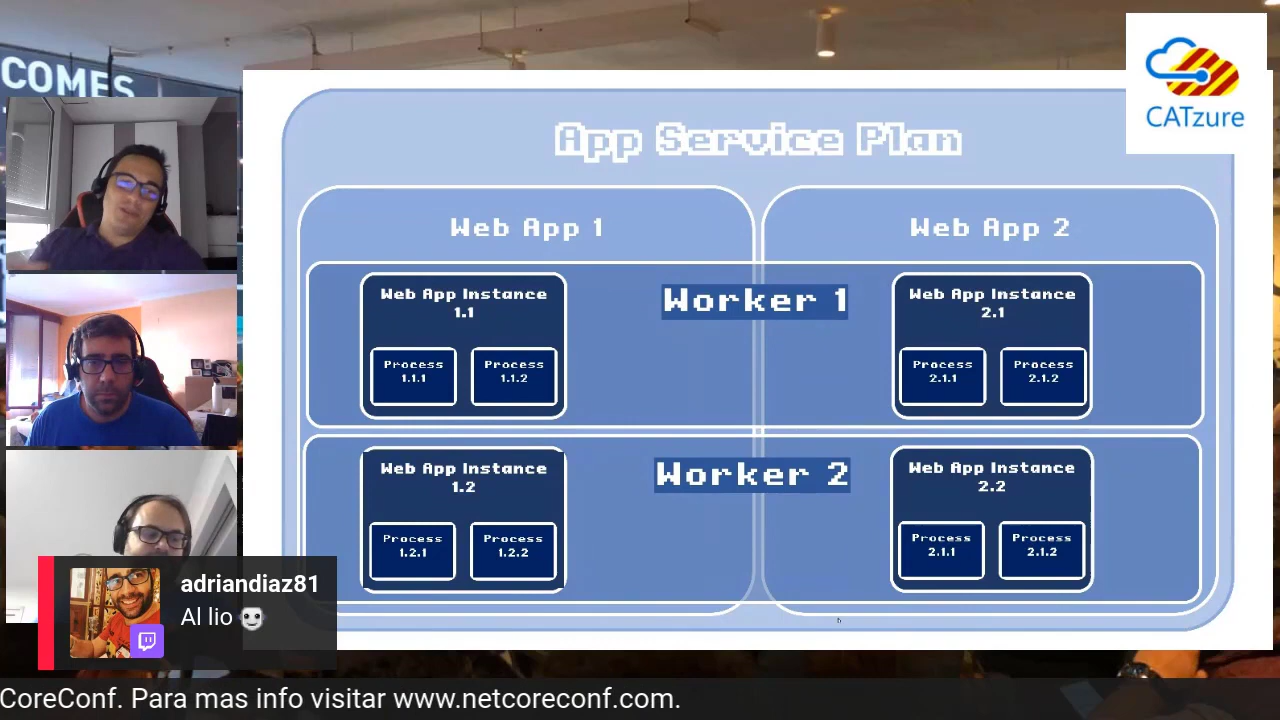 COMES
CATzure
App Service Plan
Web App 1
Web App 2
Worker 1
Web App Instance
1.1
Process
1.1.1
Process
1.1.2
Web App Instance
2.1
Process
2.1.1
Process
2.1.2
Worker 2
Web App Instance
1.2
Process
1.2.1
Process
1.2.2
Web App Instance
2.2
Process
2.1.1
Process
2.1.2
adriandiaz81
Al lio
CoreConf. Para mas info visitar www.netcoreconf.com.